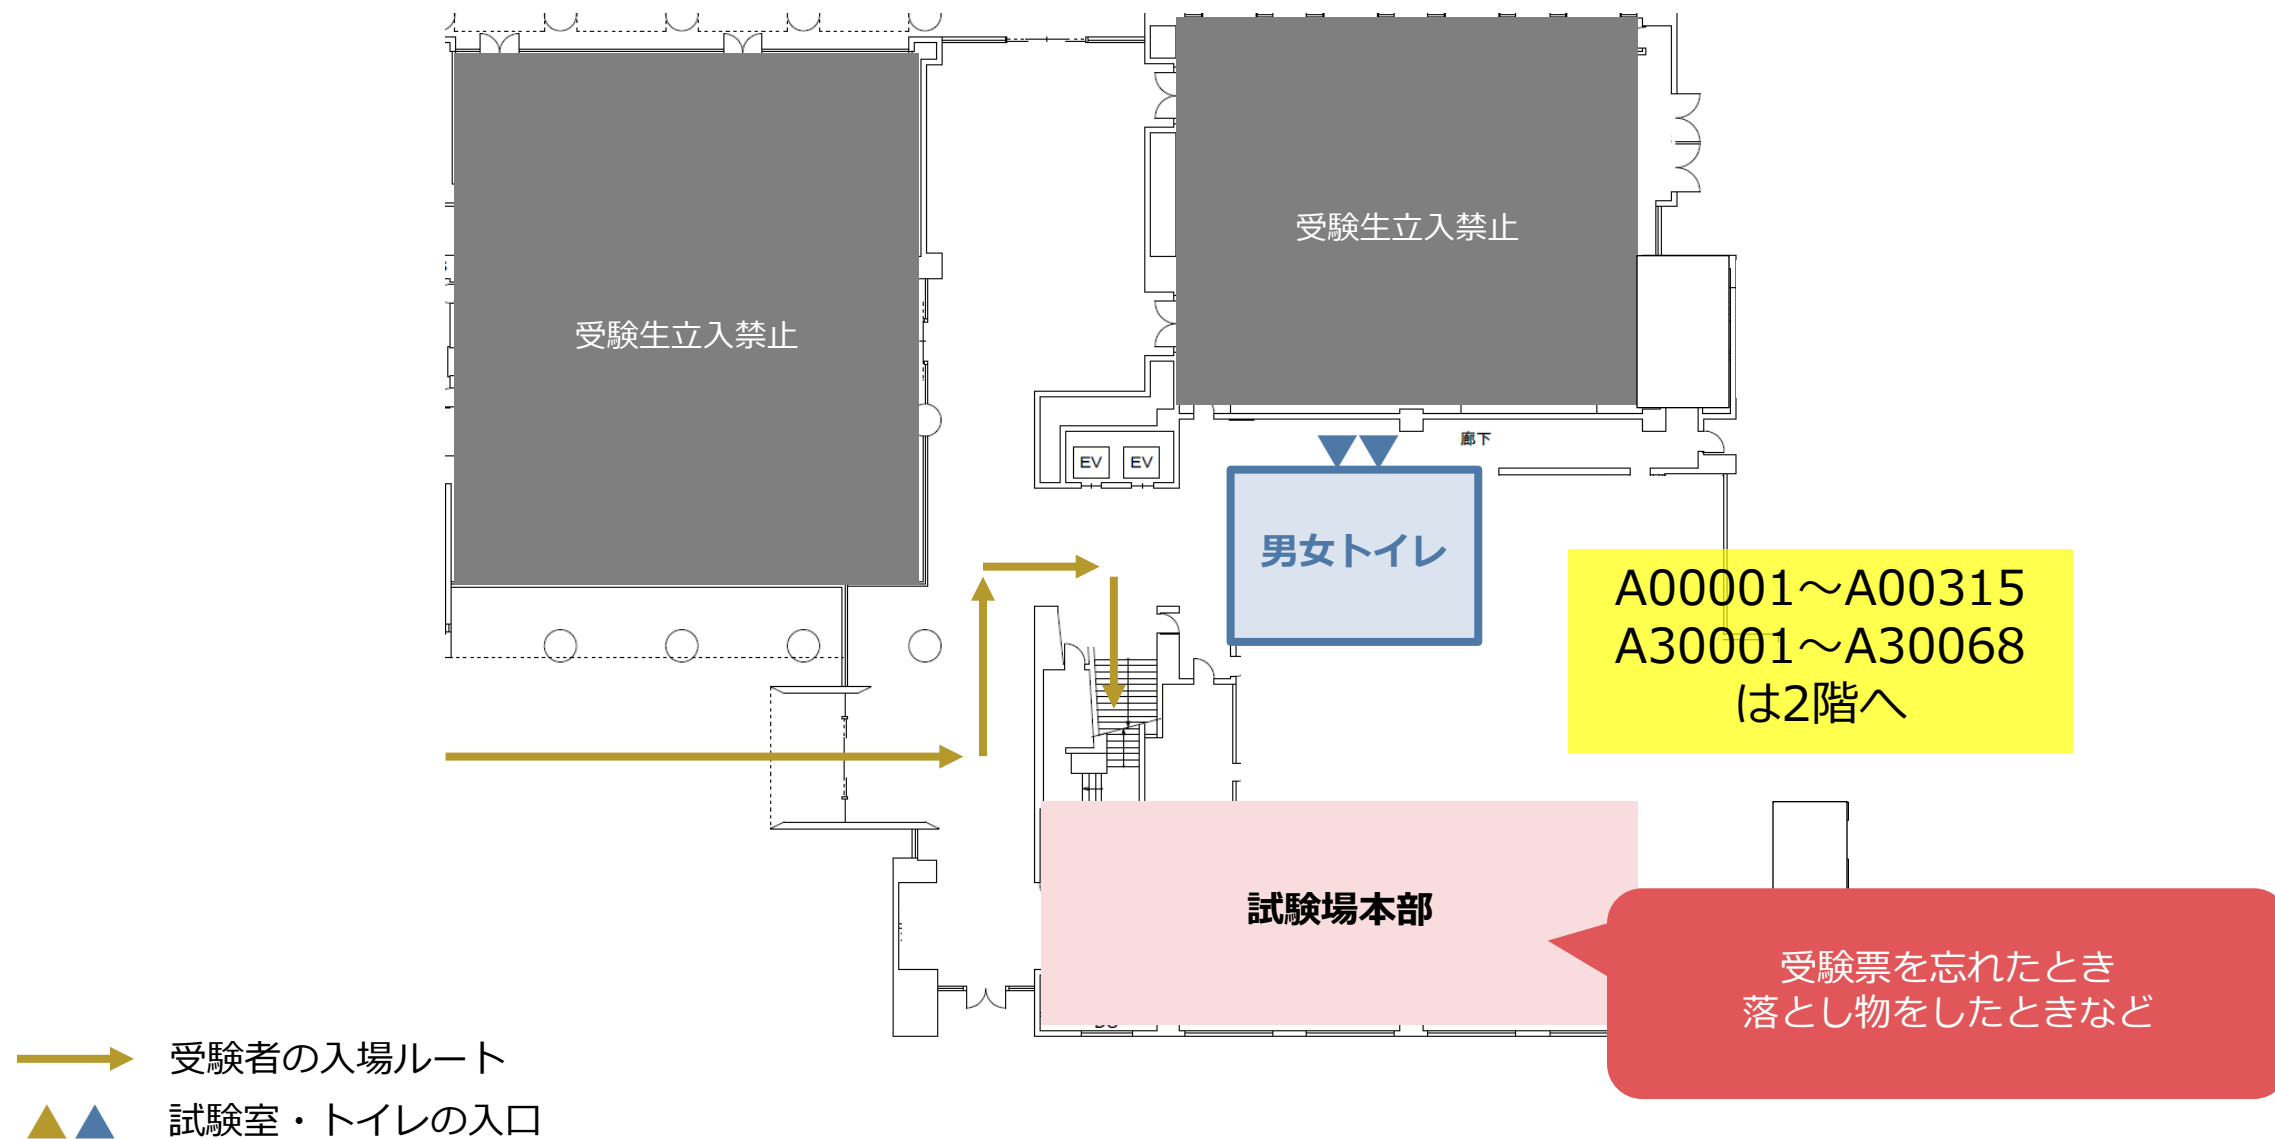 受験生立入禁止
受験生立入禁止
廊下
EV
EV
男女トイレ
A00001～A00315
A30001～A30068
は2階へ
試験場本部
受験票を忘れたとき
落とし物をしたときなど
受験者の入場ルート
試験室・トイレの入口